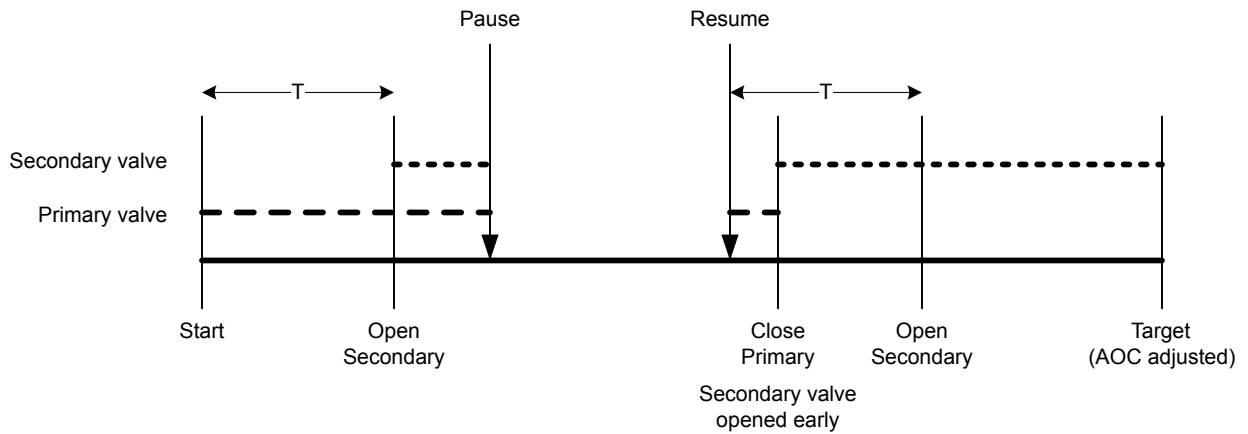 Pause
Resume
T
T
Secondary valve
Primary valve
Start
Open
Secondary
Close
Primary
Open
Secondary
Target
(AOC adjusted)
Secondary valve
opened early